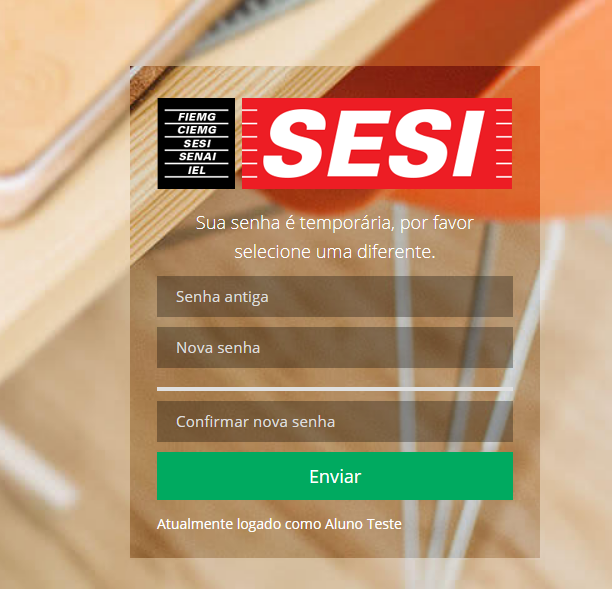 FIEMG
CIEMG
SESI
SENAI
IEL
SESI
Sua senha é temporária, por favor
selecione uma diferente.
Senha antiga
Nova senha
Confirmar nova senha
Enviar
Atualmente logado como Aluno Teste